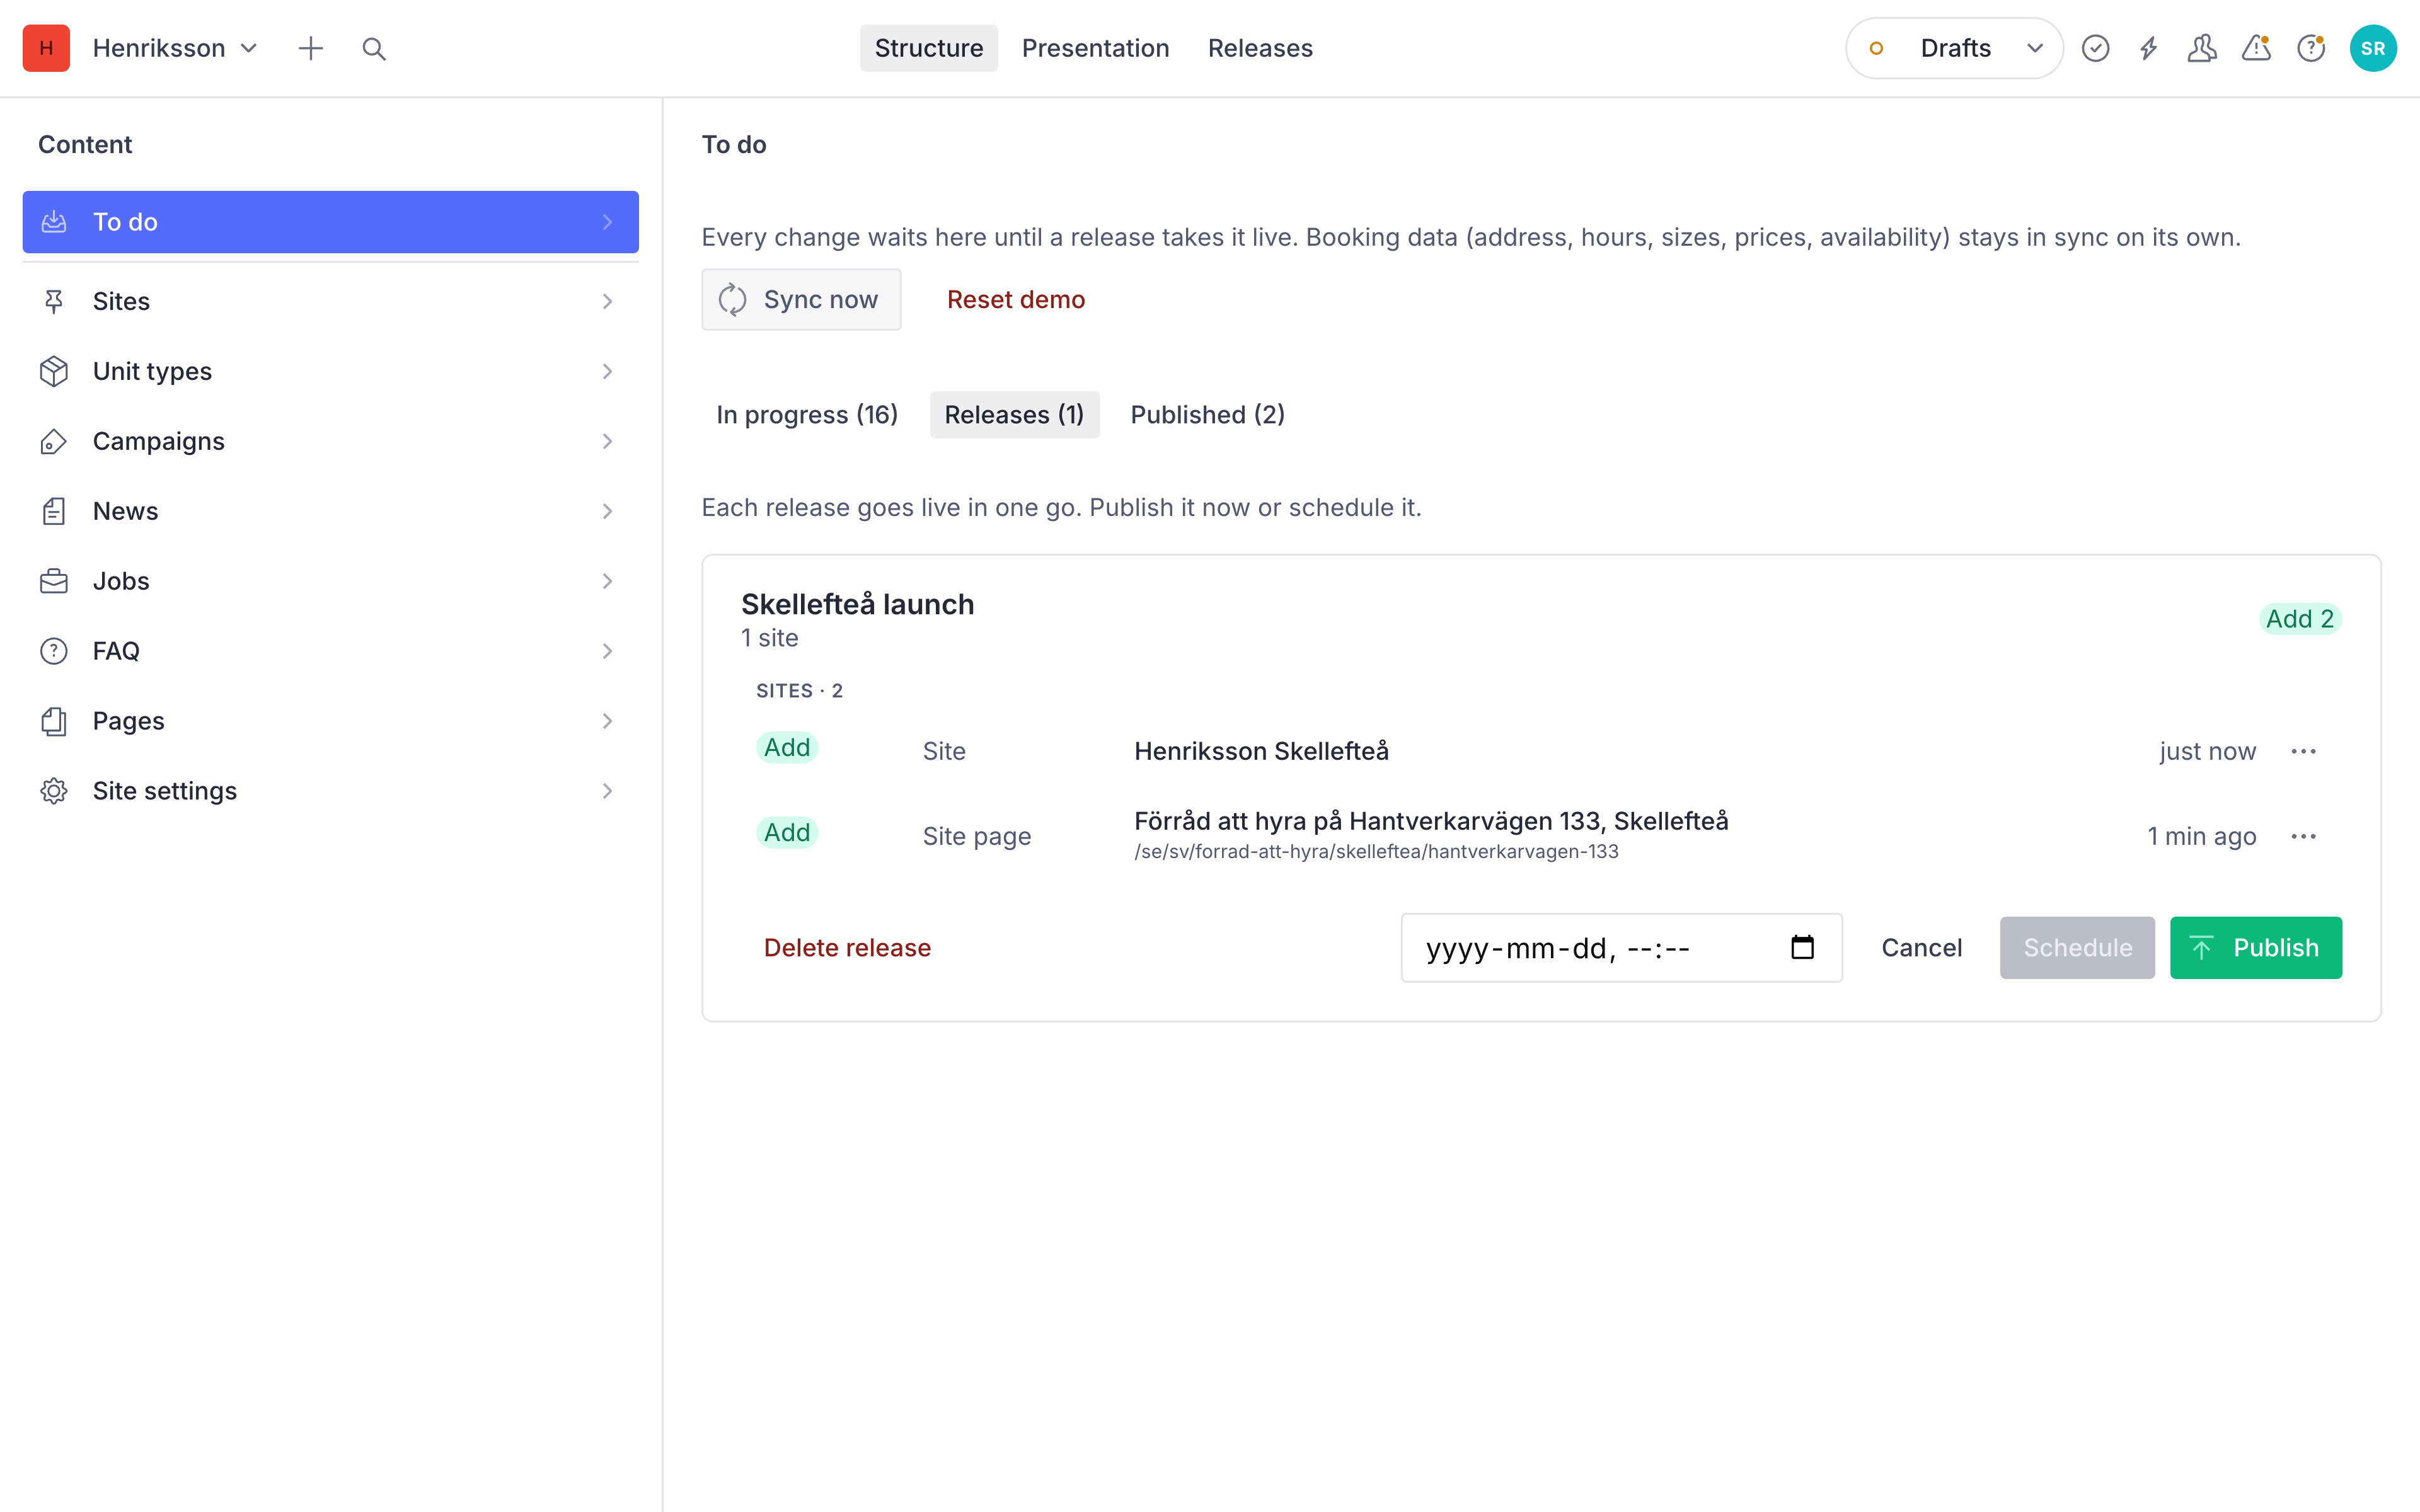 H Henriksson Structure Presentation Releases Drafts SR
Content
To do
Sites
Unit types
Campaigns
News
Jobs
FAQ
Pages
Site settings
To do
Every change waits here until a release takes it live. Booking data (address, hours, sizes, prices, availability) stays in sync on its own.
Sync now Reset demo
In progress (16) Releases (1) Published (2)
Each release goes live in one go. Publish it now or schedule it.
Skellefteå launch
1 site
Add 2
SITES · 2
Add Site Henriksson Skellefteå just now
Add Site page Förråd att hyra på Hantverkarvägen 133, Skellefteå 1 min ago
/se/sv/forrad-att-hyra/skelleftea/hantverkarvagen-133
Delete release yyyy-mm-dd, --:-- Cancel Schedule Publish